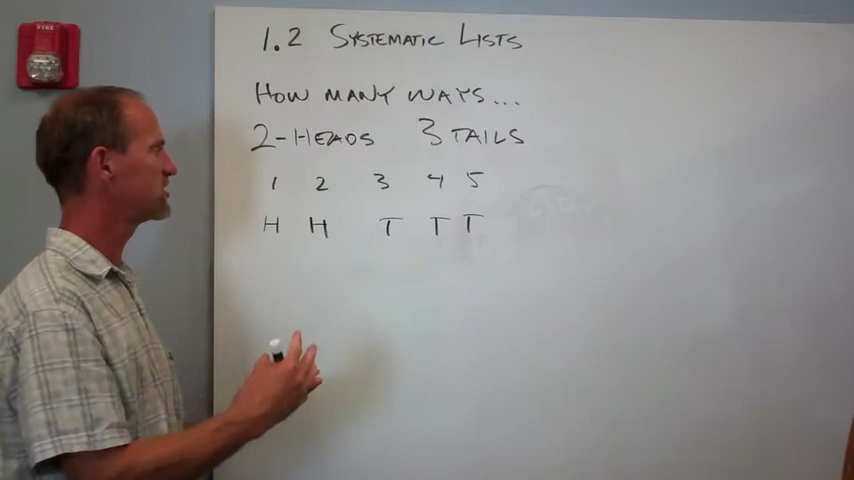 FIRE
1.2 SYSTEMATIC LISTS
HOW MANY WAYS...
2-HEADS 3 TAILS
1 2 3 4 5
H H T T T